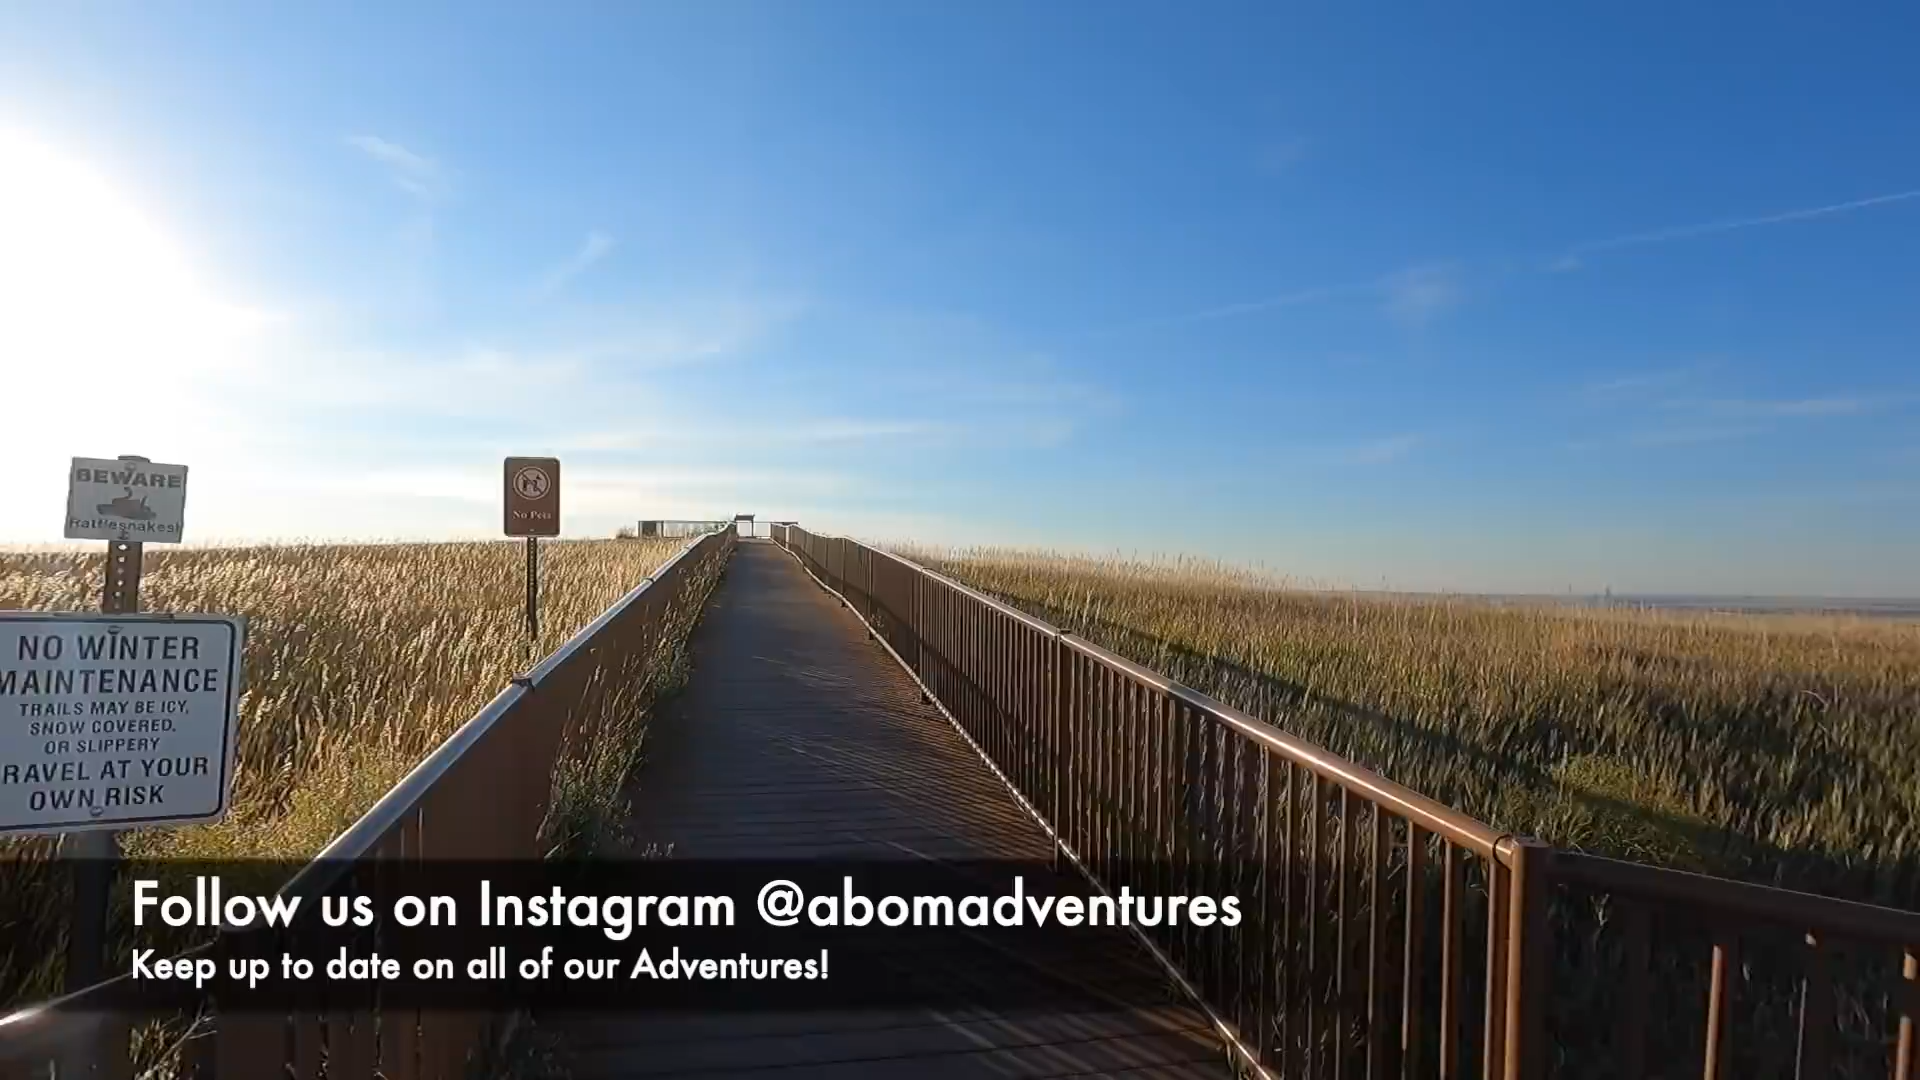 BEWARE
Rattlesnakes!
No Pets
NO WINTER
MAINTENANCE
TRAILS MAY BE ICY,
SNOW COVERED,
OR SLIPPERY
RAVEL AT YOUR
OWN RISK
Follow us on Instagram @abomadventures
Keep up to date on all of our Adventures!